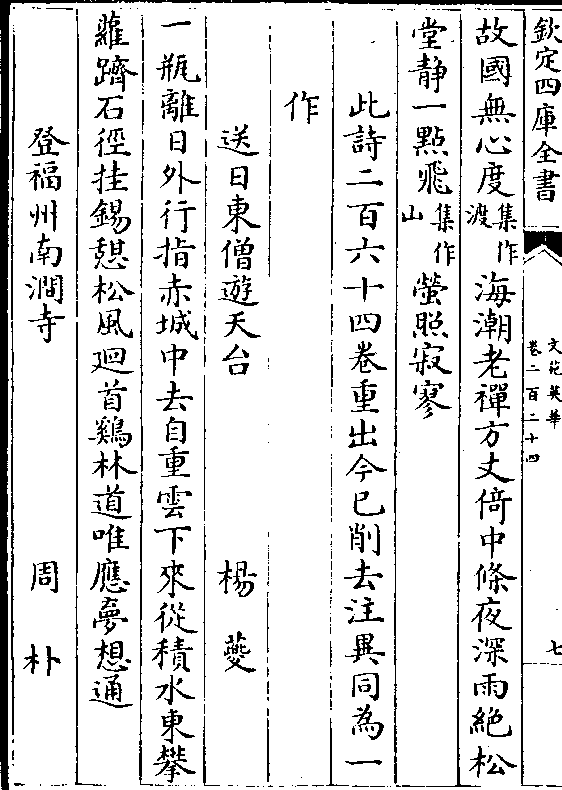 欽定四庫全書
文苑英華
卷二百二十四
七
故國無心度集作渡海潮老禪方丈倚中條夜深雨絶松
堂靜一點飛集作山螢照寂寥
此詩二百六十四卷重出今已削去注異同為一
作
送日東僧遊天台 楊夔
一瓶離日外行指赤城中去自重雲下來從積水東攀
蘿躋石徑挂錫憇松風廻首鷄林道唯應夢想通
登福州南澗寺 周朴